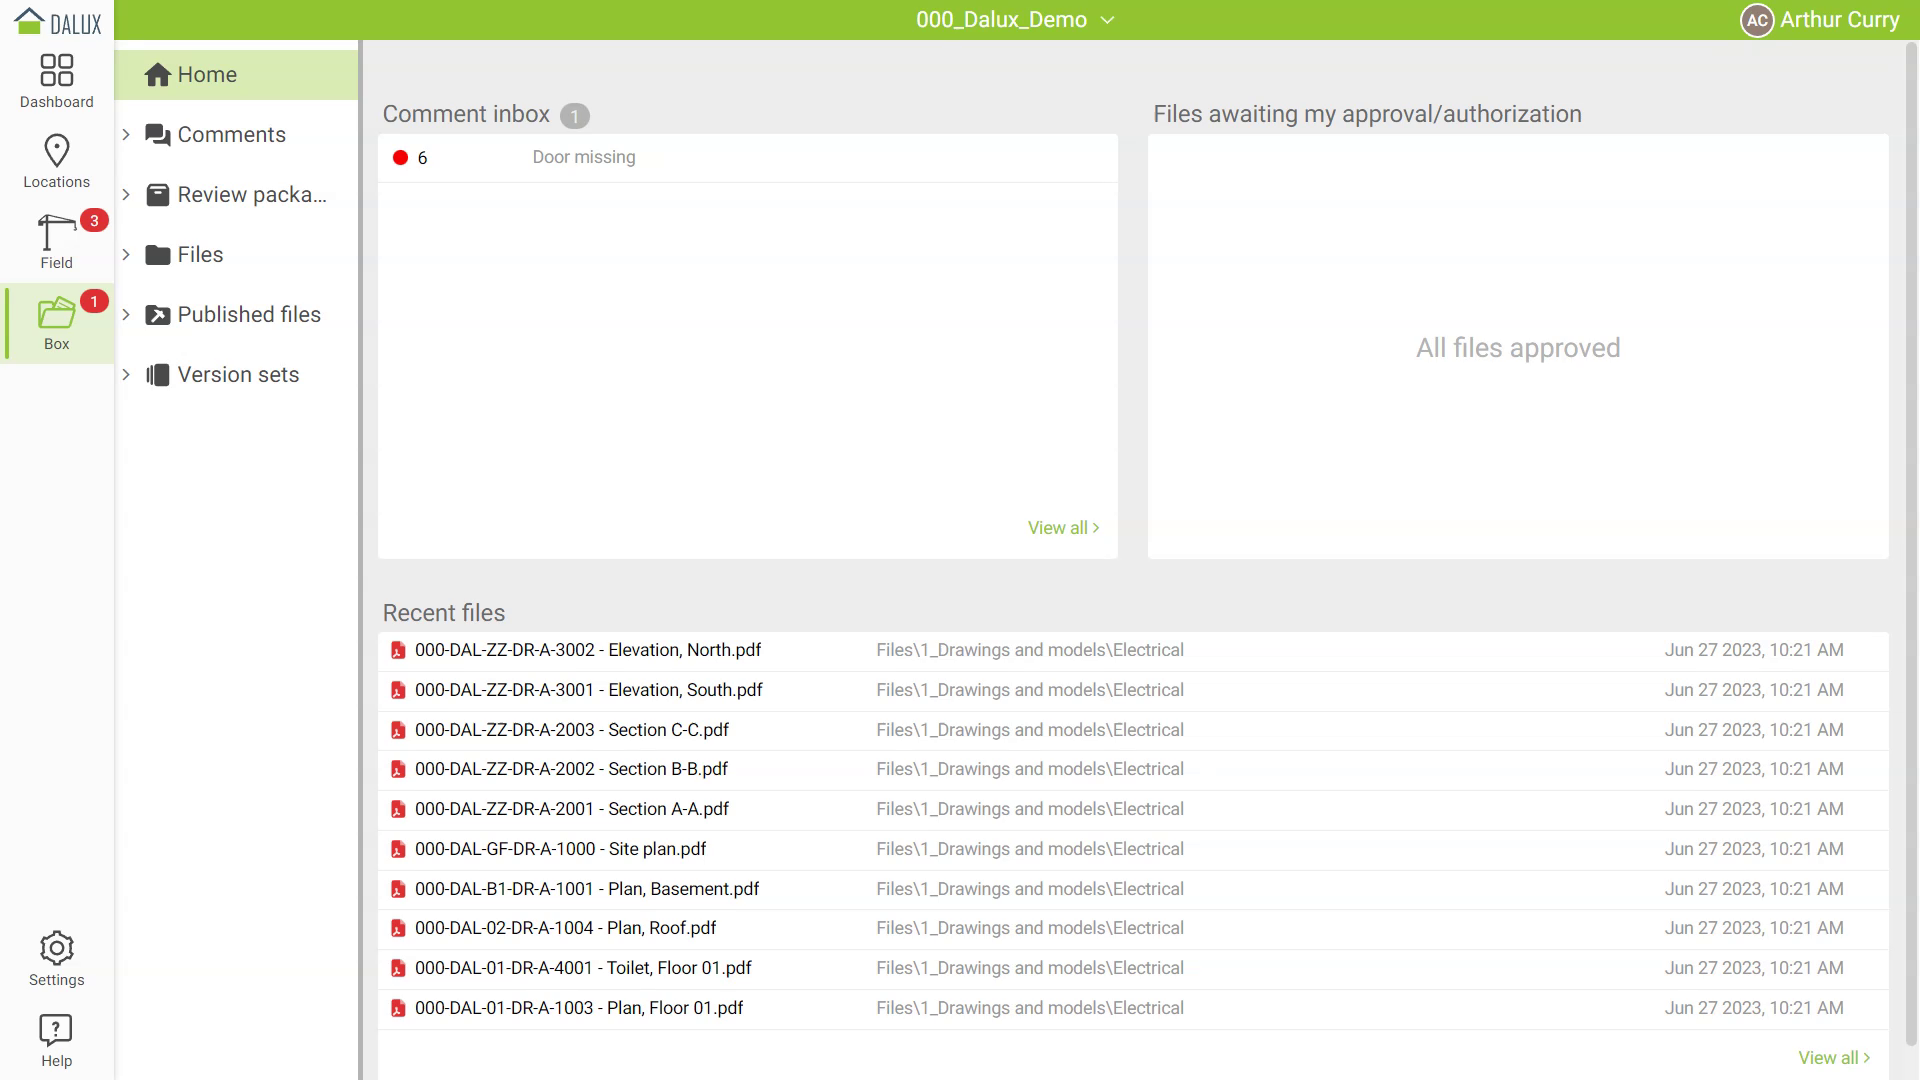 DALUX
000_Dalux_Demo
AC Arthur Curry
Dashboard
Locations
3
Field
1
Box
Settings
?
Help
Home
Comments
Review packa...
Files
Published files
Version sets
Comment inbox 1
6 Door missing
View all >
Files awaiting my approval/authorization
All files approved
Recent files
000-DAL-ZZ-DR-A-3002 - Elevation, North.pdf Files\1_Drawings and models\Electrical Jun 27 2023, 10:21 AM
000-DAL-ZZ-DR-A-3001 - Elevation, South.pdf Files\1_Drawings and models\Electrical Jun 27 2023, 10:21 AM
000-DAL-ZZ-DR-A-2003 - Section C-C.pdf Files\1_Drawings and models\Electrical Jun 27 2023, 10:21 AM
000-DAL-ZZ-DR-A-2002 - Section B-B.pdf Files\1_Drawings and models\Electrical Jun 27 2023, 10:21 AM
000-DAL-ZZ-DR-A-2001 - Section A-A.pdf Files\1_Drawings and models\Electrical Jun 27 2023, 10:21 AM
000-DAL-GF-DR-A-1000 - Site plan.pdf Files\1_Drawings and models\Electrical Jun 27 2023, 10:21 AM
000-DAL-B1-DR-A-1001 - Plan, Basement.pdf Files\1_Drawings and models\Electrical Jun 27 2023, 10:21 AM
000-DAL-02-DR-A-1004 - Plan, Roof.pdf Files\1_Drawings and models\Electrical Jun 27 2023, 10:21 AM
000-DAL-01-DR-A-4001 - Toilet, Floor 01.pdf Files\1_Drawings and models\Electrical Jun 27 2023, 10:21 AM
000-DAL-01-DR-A-1003 - Plan, Floor 01.pdf Files\1_Drawings and models\Electrical Jun 27 2023, 10:21 AM
View all >